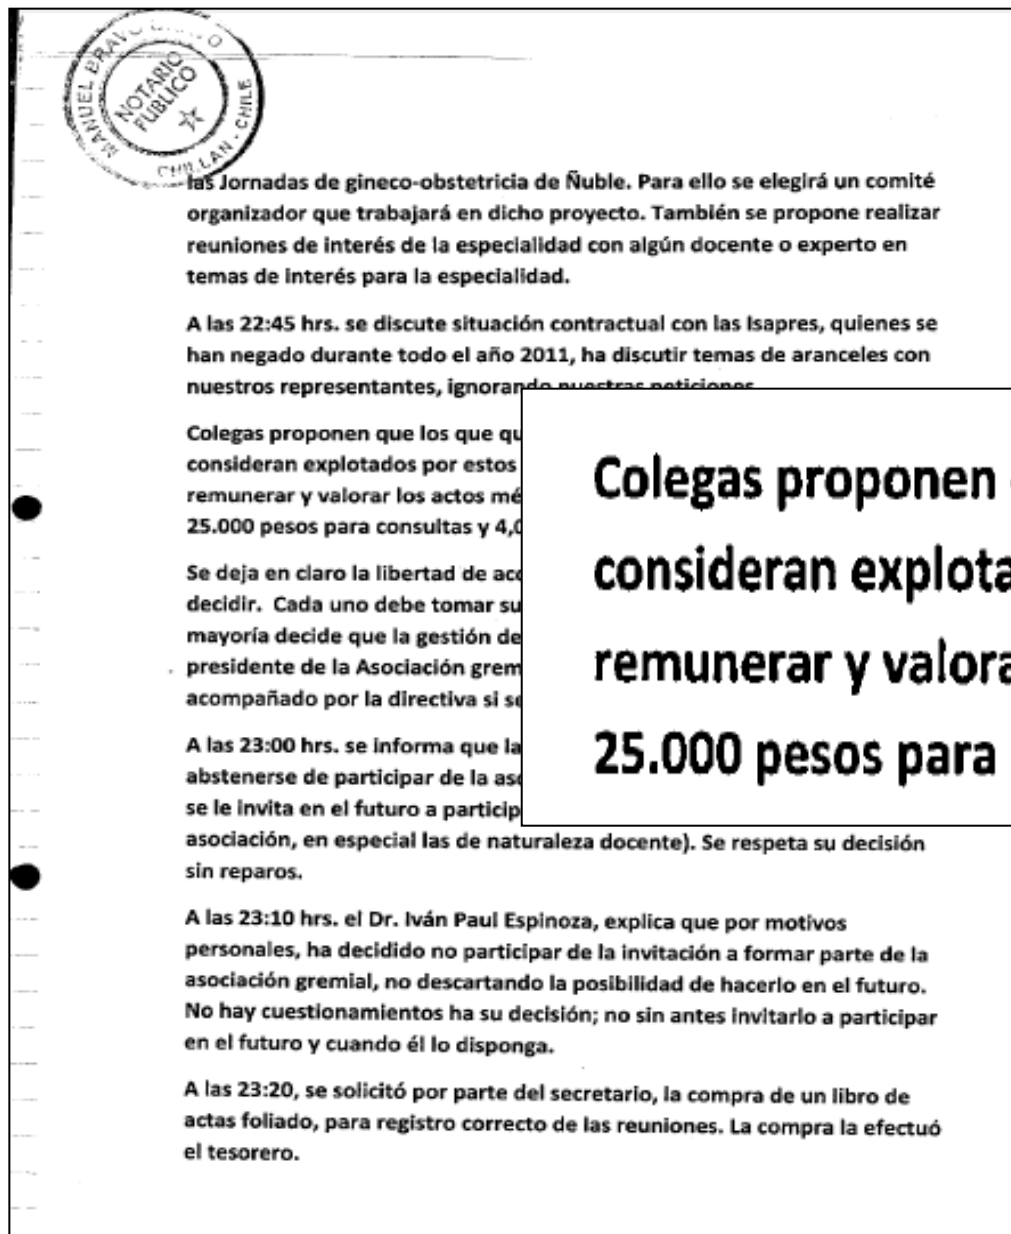 MANUEL BRAVO
NOTARIO
PUBLICO
CHILLAN - CHILE
las Jornadas de gineco-obstetricia de Ñuble. Para ello se elegirá un comité
organizador que trabajará en dicho proyecto. También se propone realizar
reuniones de interés de la especialidad con algún docente o experto en
temas de interés para la especialidad.
A las 22:45 hrs. se discute situación contractual con las Isapres, quienes se
han negado durante todo el año 2011, ha discutir temas de aranceles con
nuestros representantes, ignorando nuestras peticiones
Colegas proponen que los que qu
consideran explotados por estos
remunerar y valorar los actos mé
25.000 pesos para consultas y 4,0
Se deja en claro la libertad de acc
decidir. Cada uno debe tomar su
mayoría decide que la gestión de
presidente de la Asociación grem
acompañado por la directiva si se
A las 23:00 hrs. se informa que la
abstenerse de participar de la aso
se le invita en el futuro a particip
asociación, en especial las de naturaleza docente). Se respeta su decisión
sin reparos.
A las 23:10 hrs. el Dr. Iván Paul Espinoza, explica que por motivos
personales, ha decidido no participar de la invitación a formar parte de la
asociación gremial, no descartando la posibilidad de hacerlo en el futuro.
No hay cuestionamientos ha su decisión; no sin antes invitarlo a participar
en el futuro y cuando él lo disponga.
A las 23:20, se solicitó por parte del secretario, la compra de un libro de
actas foliado, para registro correcto de las reuniones. La compra la efectuó
el tesorero.
Colegas proponen
consideran explota
remunerar y valora
25.000 pesos para